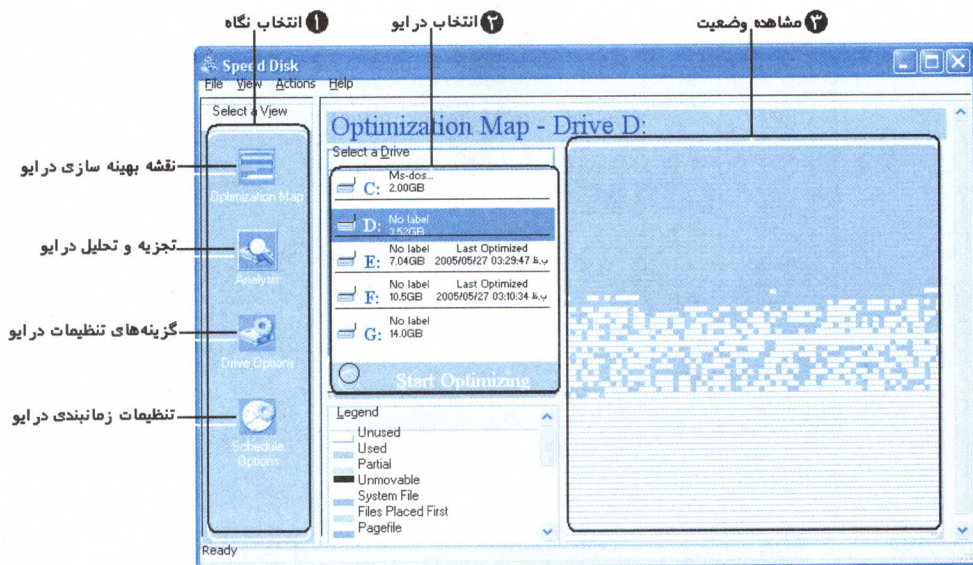 ❶ انتخاب نگاه
❷ انتخاب درایو
❸ مشاهده وضعیت
Speed Disk
File View Actions Help
Select a View
Optimization Map - Drive D:
Select a Drive
نقشه بهینه سازی درایو
Optimization Map
تجزیه و تحلیل درایو
Analysis
گزینه‌های تنظیمات درایو
Drive Options
تنظیمات زمانبندی درایو
Schedule
Options
C: Ms-dos...
2.00GB
D: No label
3.52GB
E: No label Last Optimized
7.04GB 2005/05/27 03:29:47 ب.ظ
F: No label Last Optimized
10.5GB 2005/05/27 03:10:34 ب.ظ
G: No label
14.0GB
Start Optimizing
Legend
Unused
Used
Partial
Unmovable
System File
Files Placed First
Pagefile
Ready